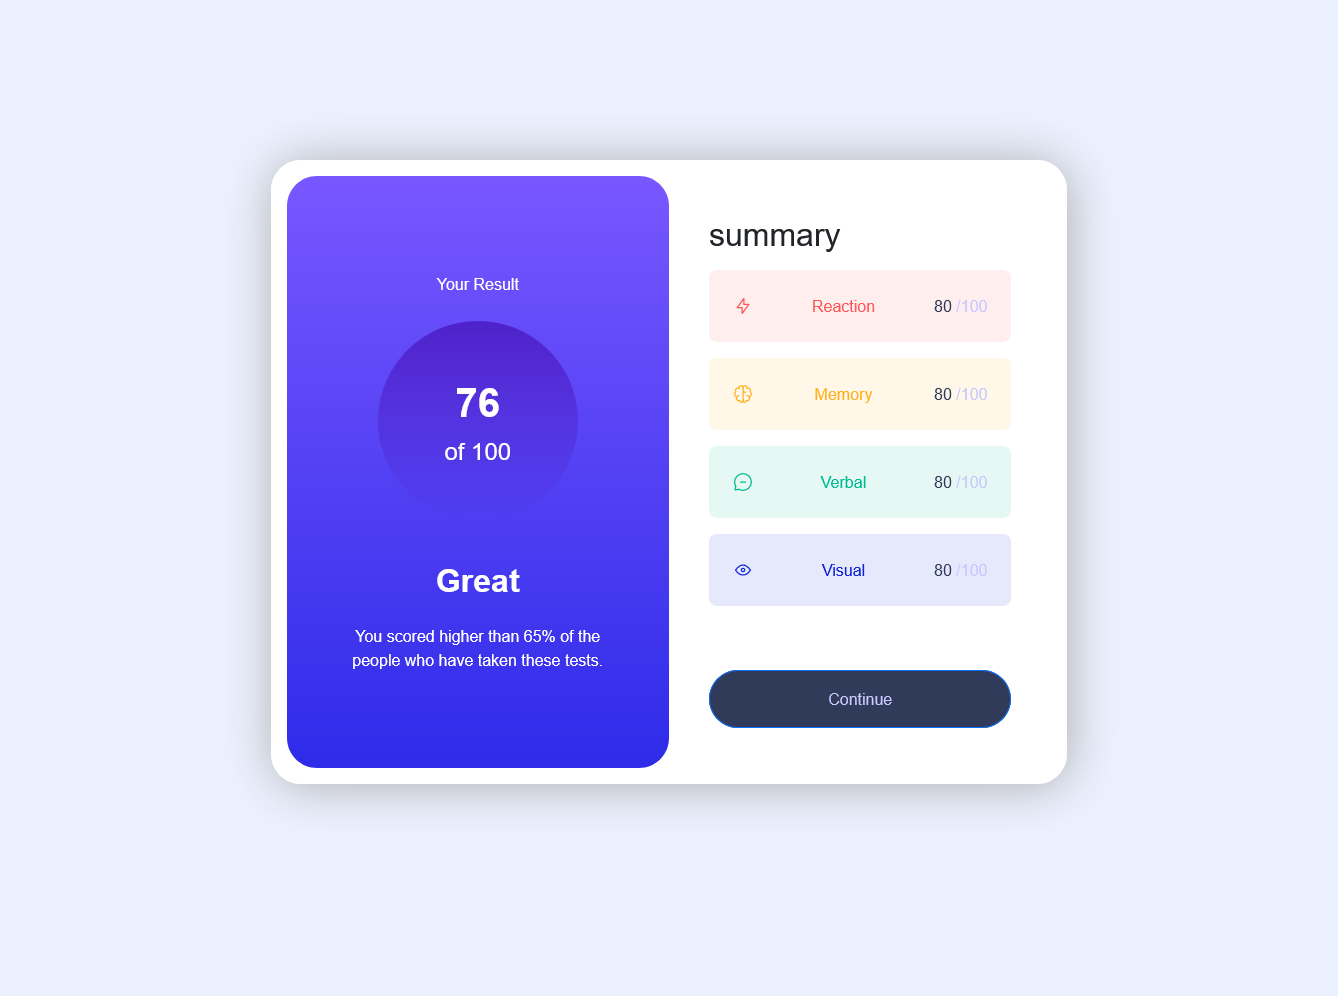 Your Result
76
of 100
Great
You scored higher than 65% of the
people who have taken these tests.
summary
Reaction 80 /100
Memory 80 /100
Verbal 80 /100
Visual 80 /100
Continue